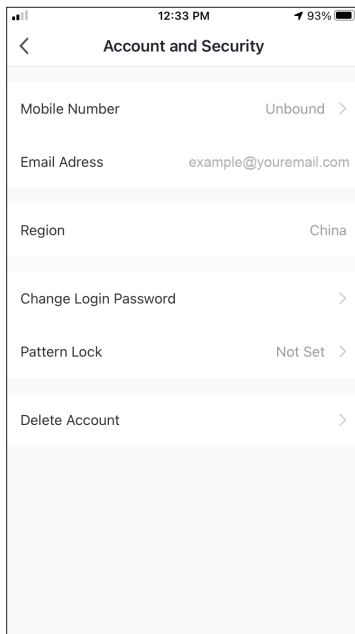 12:33 PM 93%
Account and Security
Mobile Number Unbound
Email Adress example@youremail.com
Region China
Change Login Password
Pattern Lock Not Set
Delete Account